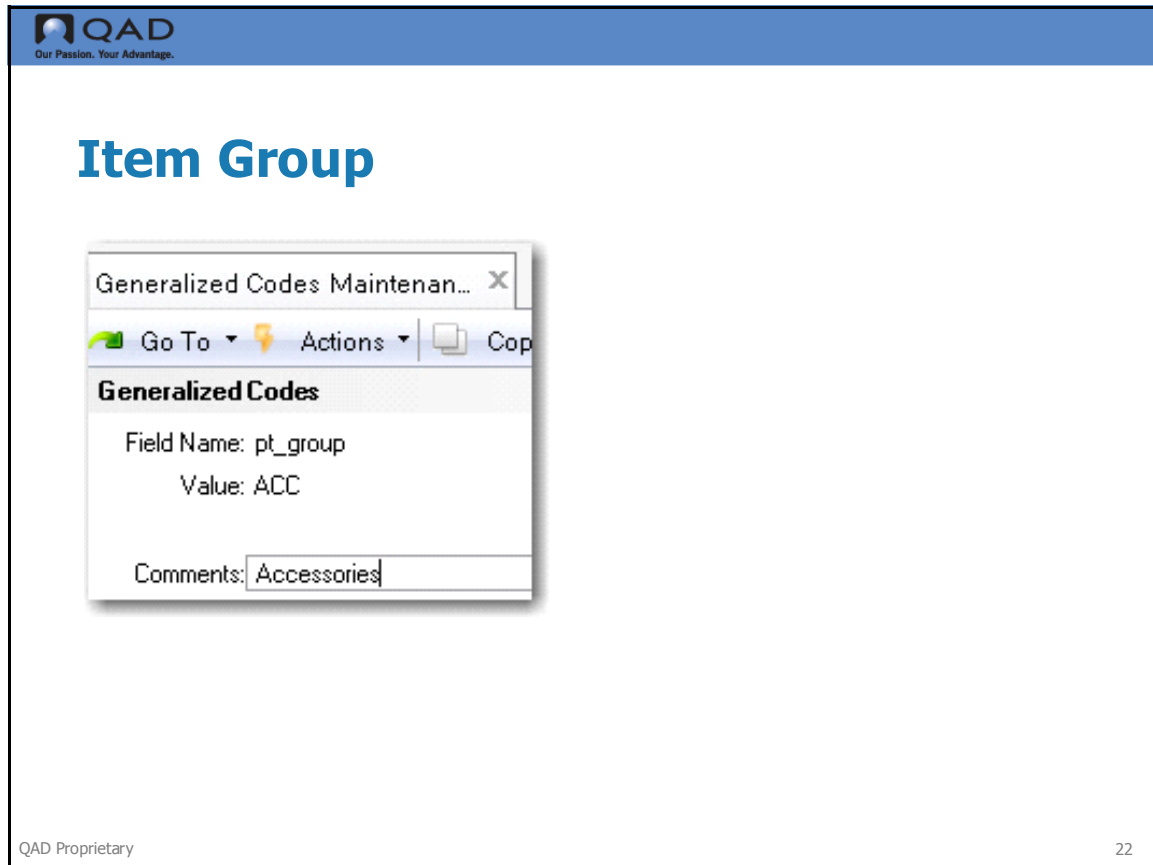 QAD
Our Passion. Your Advantage.
Item Group
Generalized Codes Maintenan...
Go To Actions Cop
Generalized Codes
Field Name: pt_group
Value: ACC
Comments: Accessories
QAD Proprietary 22